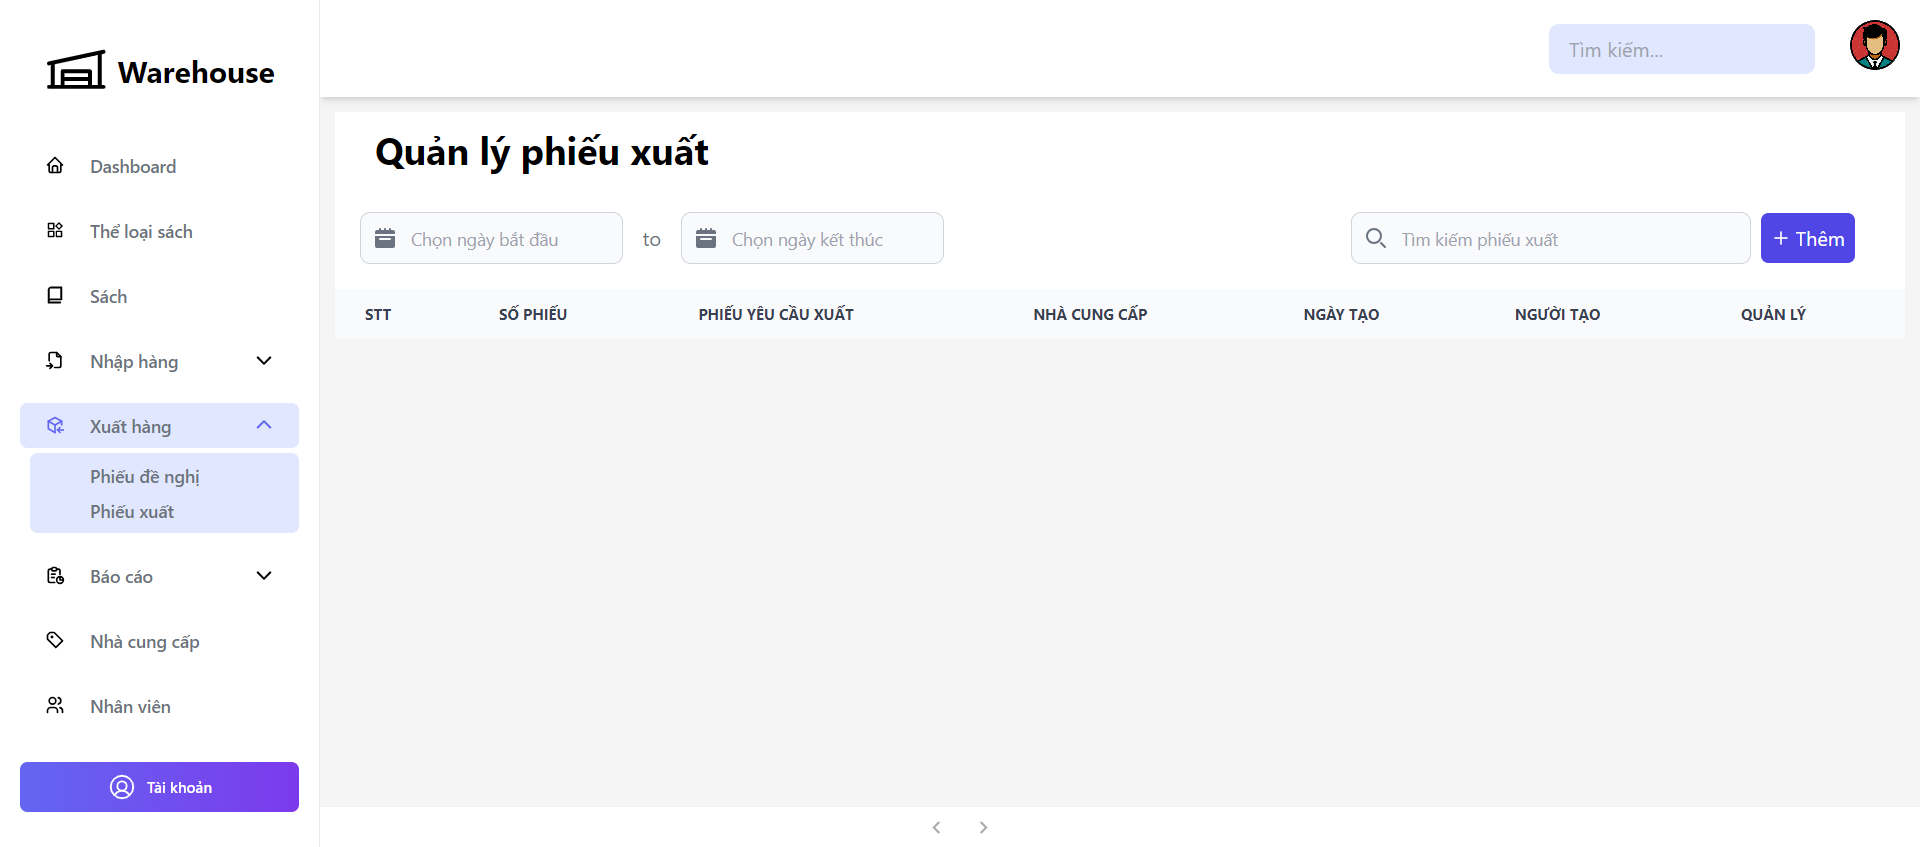 Warehouse
Dashboard
Thể loại sách
Sách
Nhập hàng
Xuất hàng
Phiếu đề nghị
Phiếu xuất
Báo cáo
Nhà cung cấp
Nhân viên
Tài khoản
Tìm kiếm...
Quản lý phiếu xuất
Chọn ngày bắt đầu to Chọn ngày kết thúc Tìm kiếm phiếu xuất + Thêm
STT SỐ PHIẾU PHIẾU YÊU CẦU XUẤT NHÀ CUNG CẤP NGÀY TẠO NGƯỜI TẠO QUẢN LÝ